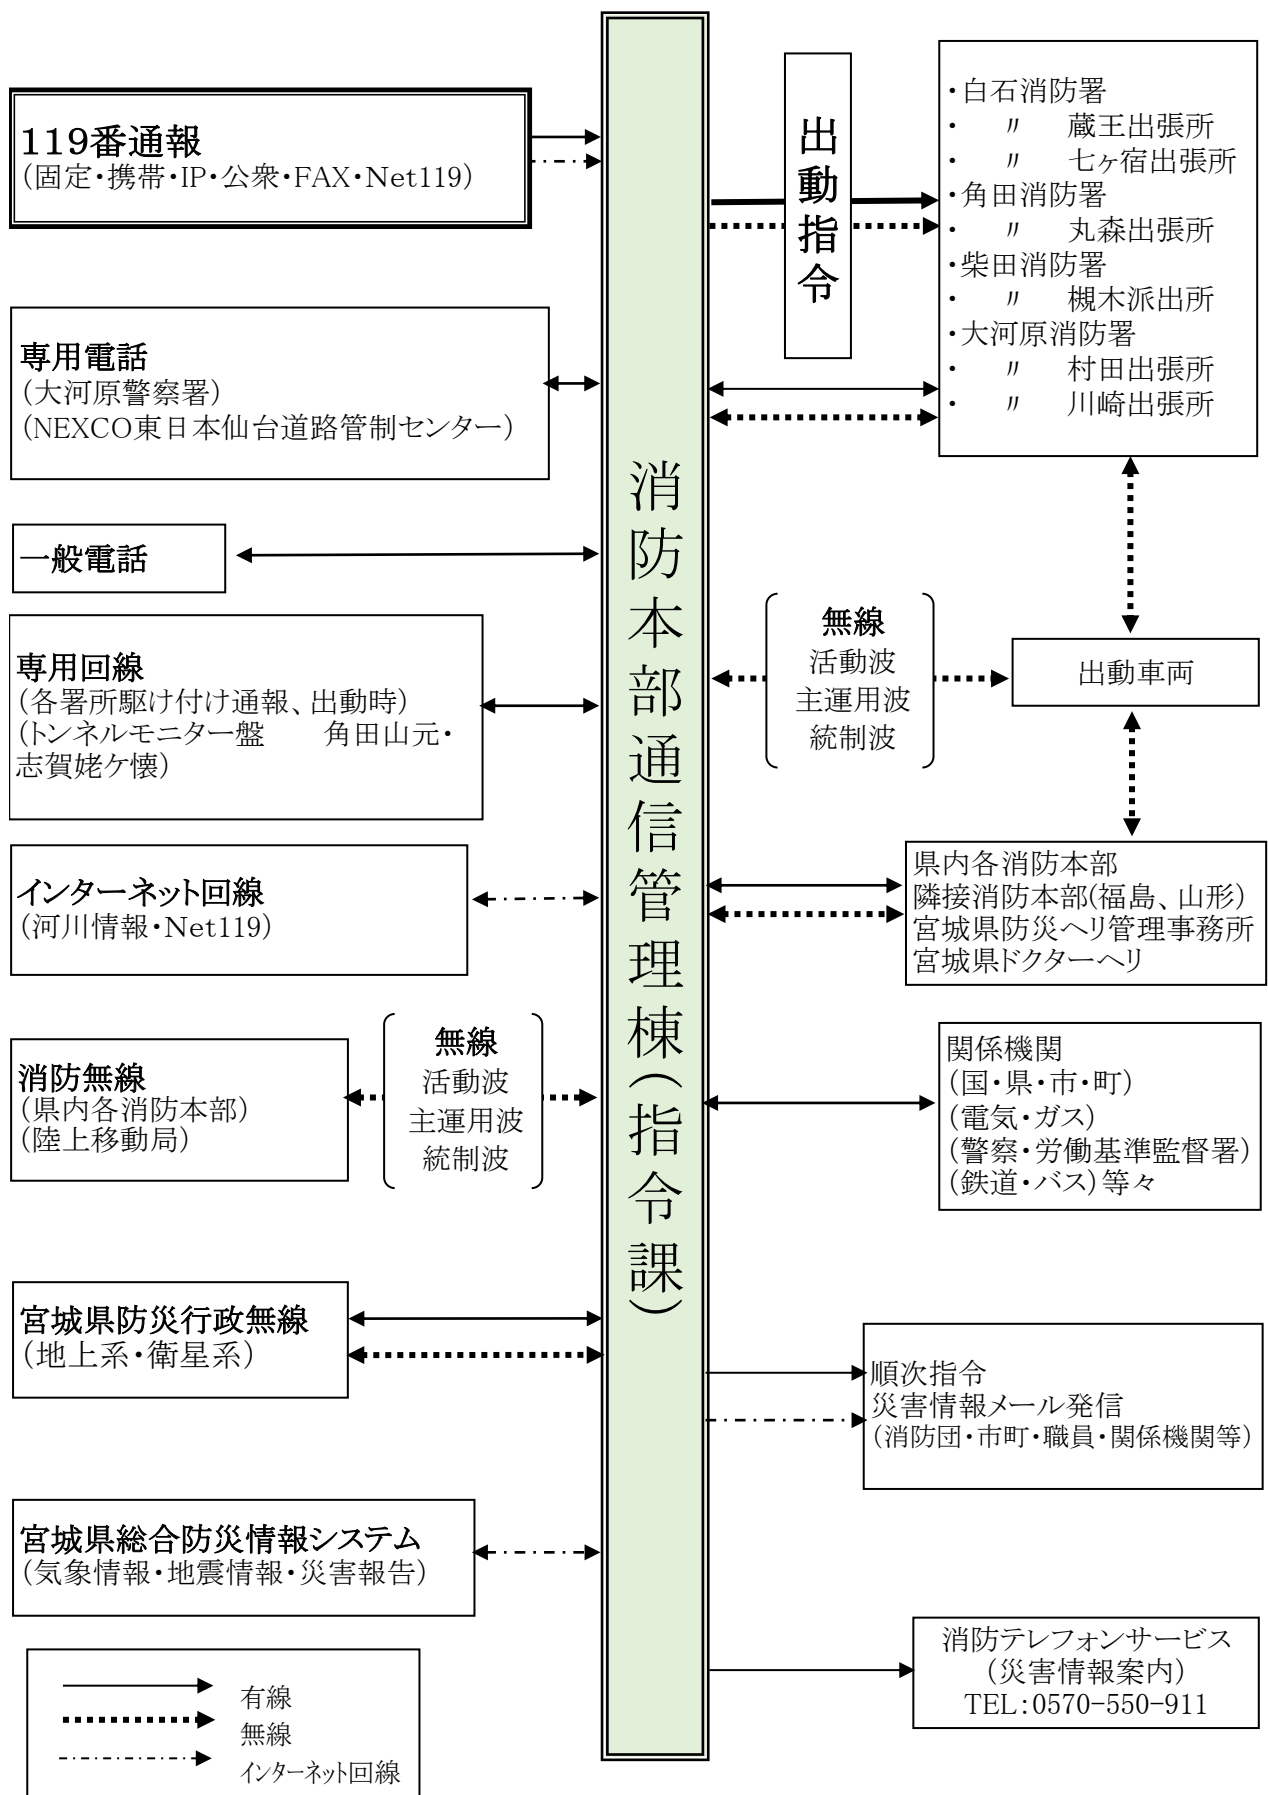 119番通報
（固定・携帯・IP・公衆・FAX・Net119）
専用電話
（大河原警察署）
（NEXCO東日本仙台道路管制センター）
一般電話
専用回線
（各署所駆け付け通報、出動時）
（トンネルモニター盤　　角田山元・
志賀姥ケ懐）
インターネット回線
（河川情報・Net119）
消防無線
（県内各消防本部）
（陸上移動局）
無線
活動波
主運用波
統制波
宮城県防災行政無線
（地上系・衛星系）
宮城県総合防災情報システム
（気象情報・地震情報・災害報告）
有線
無線
インターネット回線
消防本部通信管理棟（指令課）
出動指令
・白石消防署
・　〃　蔵王出張所
・　〃　七ヶ宿出張所
・角田消防署
・　〃　丸森出張所
・柴田消防署
・　〃　槻木派出所
・大河原消防署
・　〃　村田出張所
・　〃　川崎出張所
無線
活動波
主運用波
統制波
出動車両
県内各消防本部
隣接消防本部(福島、山形)
宮城県防災ヘリ管理事務所
宮城県ドクターヘリ
関係機関
（国・県・市・町）
（電気・ガス）
（警察・労働基準監督署）
（鉄道・バス）等々
順次指令
災害情報メール発信
（消防団・市町・職員・関係機関等）
消防テレフォンサービス
（災害情報案内）
TEL：0570-550-911